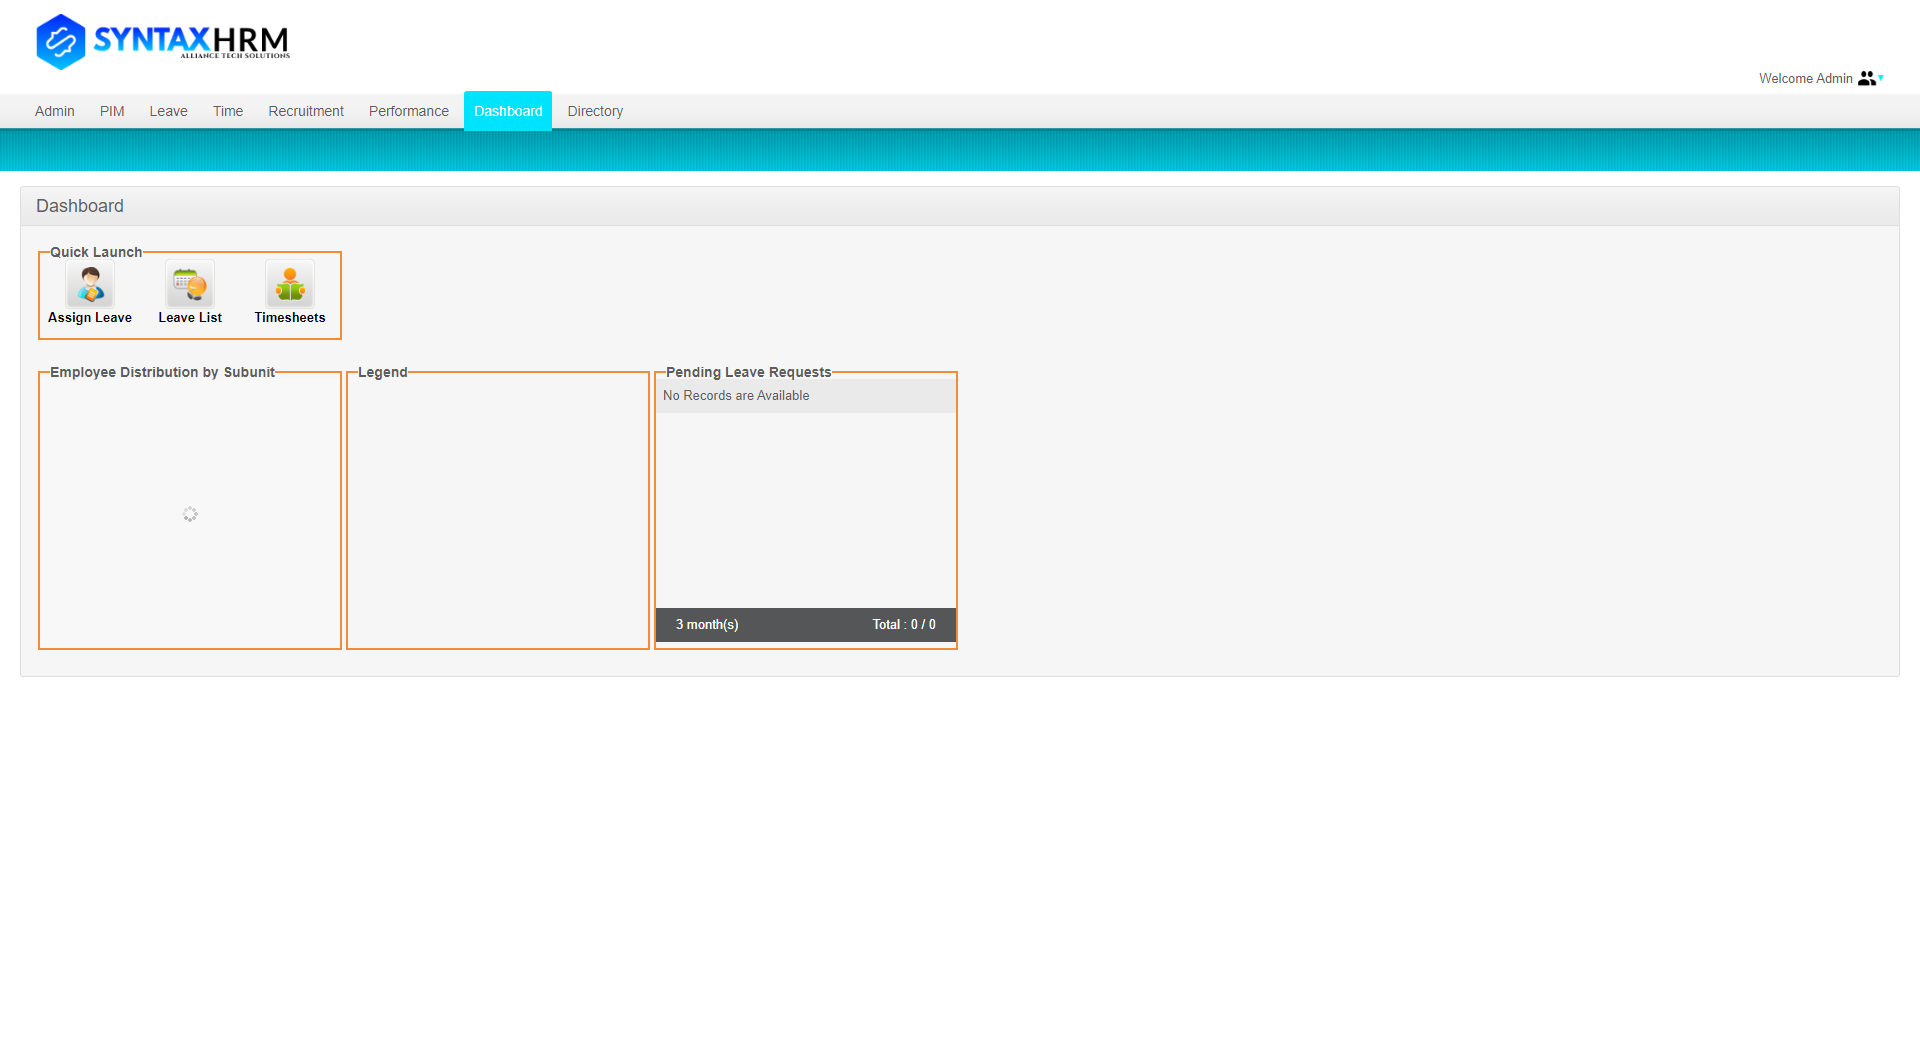 SYNTAXHRM
ALLIANCE TECH SOLUTIONS
Welcome Admin
Admin PIM Leave Time Recruitment Performance Dashboard Directory
Dashboard
Quick Launch
Assign Leave Leave List Timesheets
Employee Distribution by Subunit Legend Pending Leave Requests
No Records are Available
3 month(s) Total : 0 / 0